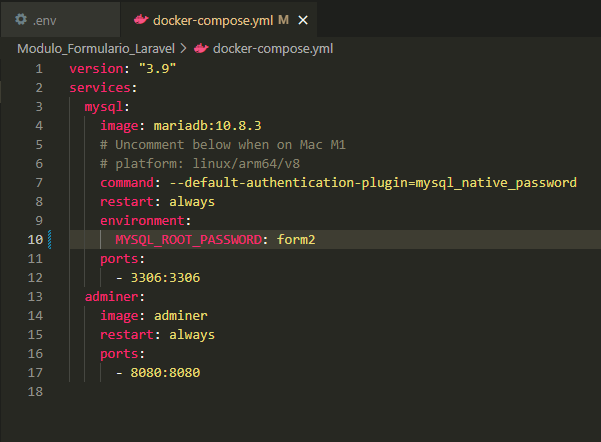 .env
docker-compose.yml M
Modulo_Formulario_Laravel > docker-compose.yml
1 version: "3.9"
2 services:
3 mysql:
4 image: mariadb:10.8.3
5 # Uncomment below when on Mac M1
6 # platform: linux/arm64/v8
7 command: --default-authentication-plugin=mysql_native_password
8 restart: always
9 environment:
10 MYSQL_ROOT_PASSWORD: form2
11 ports:
12 - 3306:3306
13 adminer:
14 image: adminer
15 restart: always
16 ports:
17 - 8080:8080
18